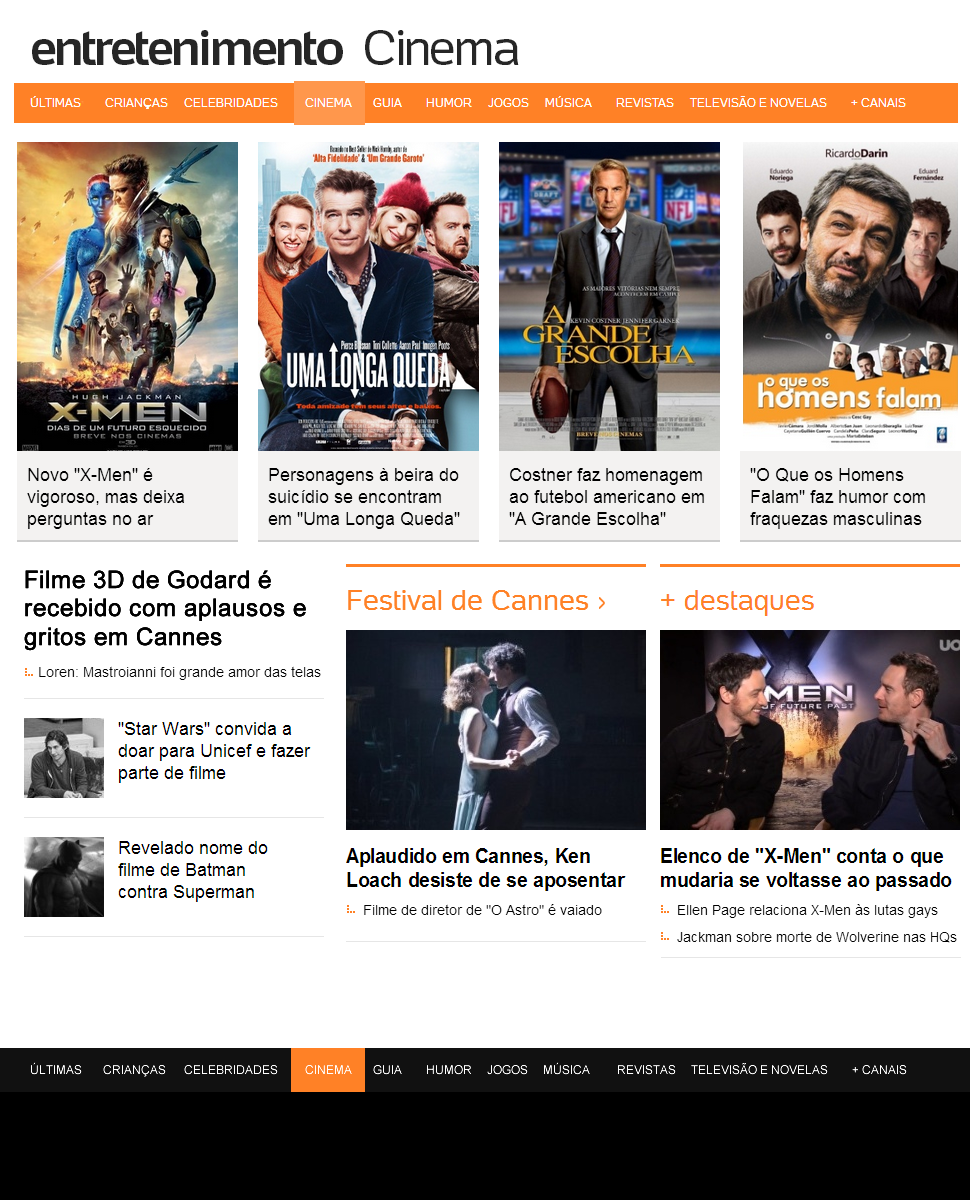 entretenimento Cinema
ÚLTIMAS CRIANÇAS CELEBRIDADES CINEMA GUIA HUMOR JOGOS MÚSICA REVISTAS TELEVISÃO E NOVELAS + CANAIS
HUGH JACKMAN
X-MEN
DIAS DE UM FUTURO ESQUECIDO
BREVE NOS CINEMAS
Baseado no Best Seller de Nick Hornby, autor de
'Alta Fidelidade' & 'Um Grande Garoto'
Pierce Brosnan Toni Collette Aaron Paul Imogen Poots
UMA LONGA QUEDA
Toda amizade tem seus altos e baixos.
NFL
DRAFT
NFL
AS MAIORES VITÓRIAS NEM SEMPRE
ACONTECEM EM CAMPO
KEVIN COSTNER JENNIFER GARNER
A GRANDE ESCOLHA
BREVE NOS CINEMAS
RicardoDarín
Eduardo Noriega
Eduard Fernández
o que os
homens falam
Novo "X-Men" é
vigoroso, mas deixa
perguntas no ar
Personagens à beira do
suicídio se encontram
em "Uma Longa Queda"
Costner faz homenagem
ao futebol americano em
"A Grande Escolha"
"O Que os Homens
Falam" faz humor com
fraquezas masculinas
Filme 3D de Godard é
recebido com aplausos e
gritos em Cannes
Loren: Mastroianni foi grande amor das telas
"Star Wars" convida a
doar para Unicef e fazer
parte de filme
Revelado nome do
filme de Batman
contra Superman
Festival de Cannes ›
Aplaudido em Cannes, Ken
Loach desiste de se aposentar
Filme de diretor de "O Astro" é vaiado
+ destaques
UO
MEN
OF FUTURE PAST
Elenco de "X-Men" conta o que
mudaria se voltasse ao passado
Ellen Page relaciona X-Men às lutas gays
Jackman sobre morte de Wolverine nas HQs
ÚLTIMAS CRIANÇAS CELEBRIDADES CINEMA GUIA HUMOR JOGOS MÚSICA REVISTAS TELEVISÃO E NOVELAS + CANAIS